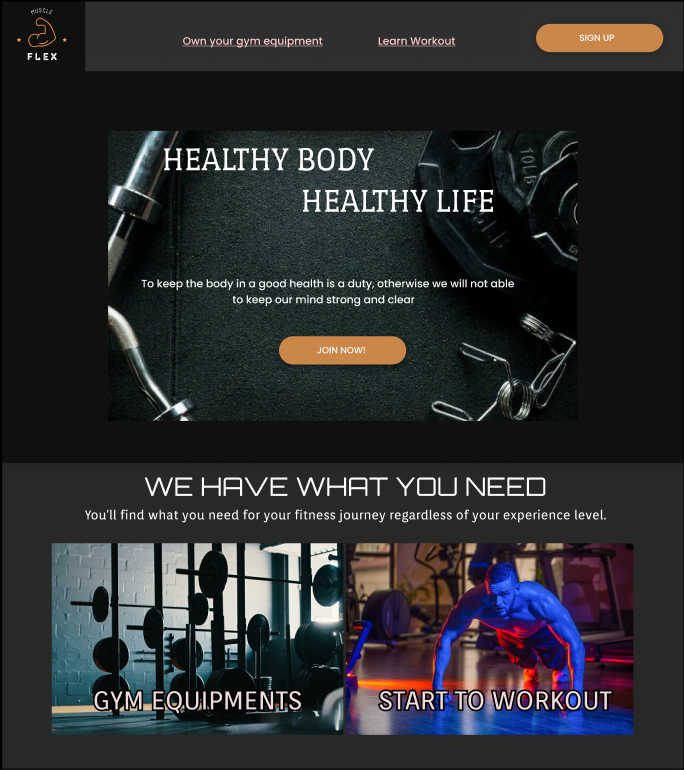 MUSCLE
FLEX
Own your gym equipment
Learn Workout
SIGN UP
HEALTHY BODY
HEALTHY LIFE
10LB
To keep the body in a good health is a duty, otherwise we will not able
to keep our mind strong and clear
JOIN NOW!
WE HAVE WHAT YOU NEED
You'll find what you need for your fitness journey regardless of your experience level.
GYM EQUIPMENTS
START TO WORKOUT